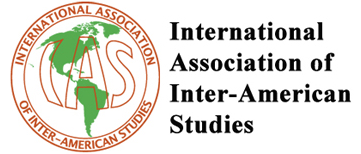 INTERNATIONAL ASSOCIATION
OF INTER-AMERICAN STUDIES
IAS
International
Association of
Inter-American
Studies